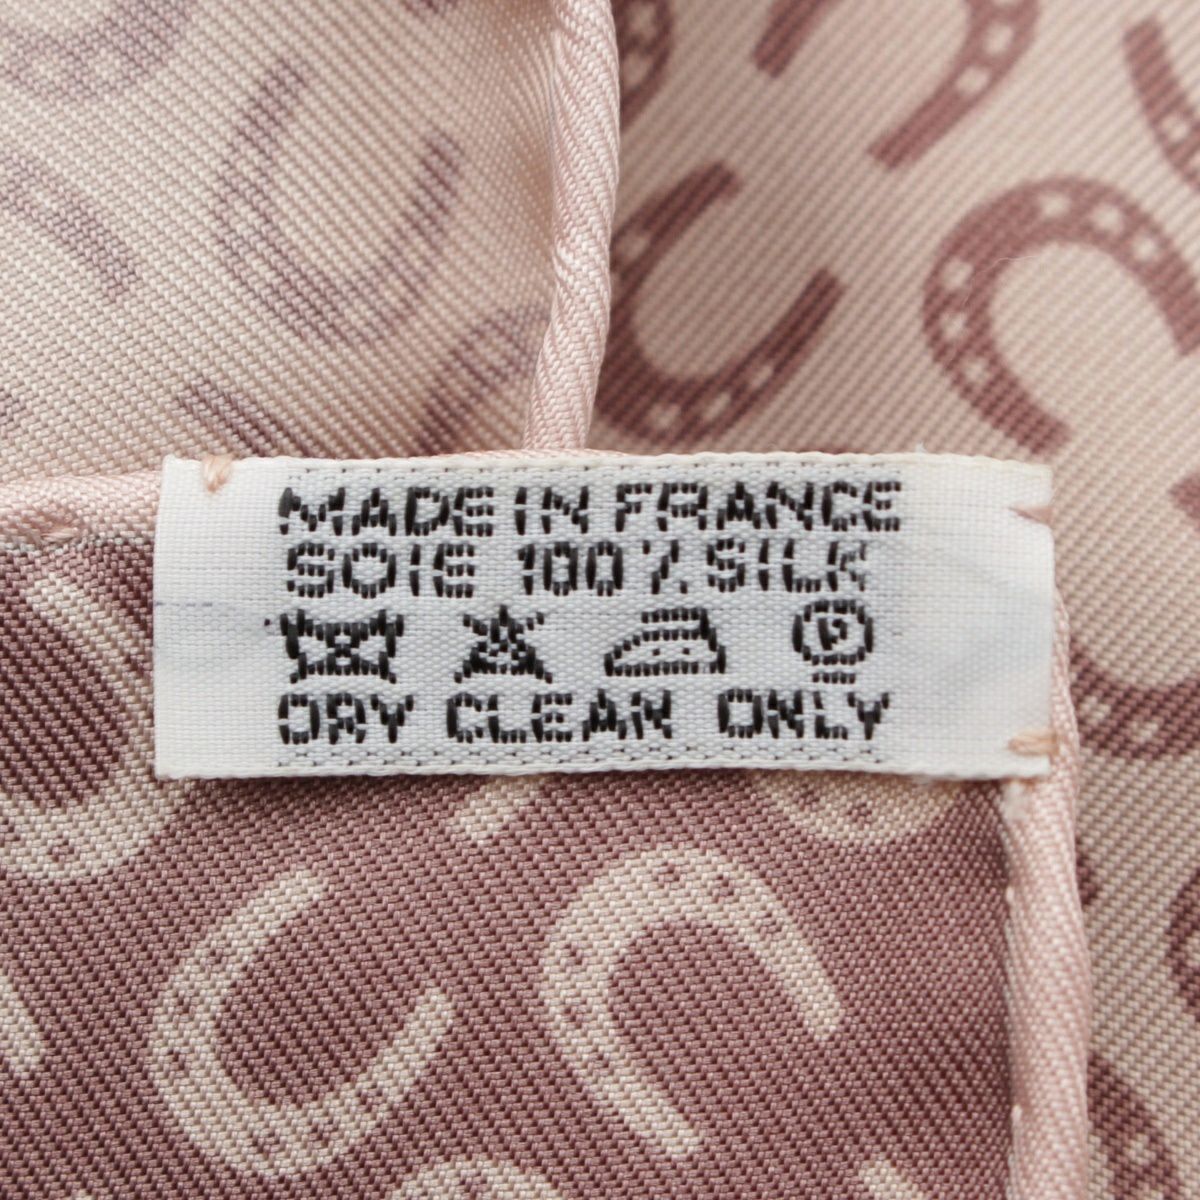 MADE IN FRANCE
SOIE 100% SILK
P
DRY CLEAN ONLY